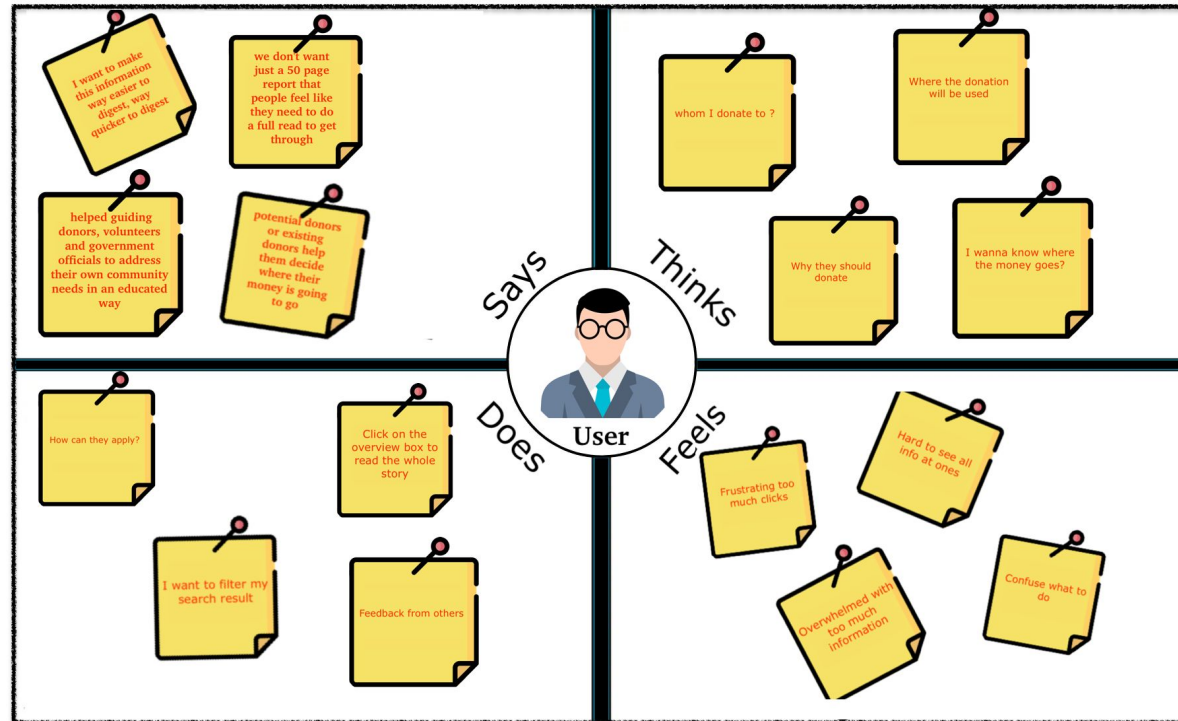 I want to make
this information
way easier to
digest, way
quicker to digest
we don't want
just a 50 page
report that
people feel like
they need to do
a full read to get
through
helped guiding
donors, volunteers
and government
officials to address
their own community
needs in an educated
way
potential donors
or existing
donors help
them decide
where their
money is going
to go
Says
Thinks
whom I donate to ?
Where the donation
will be used
Why they should
donate
I wanna know where
the money goes?
User
Does
Feels
How can they apply?
Click on the
overview box to
read the whole
story
I want to filter my
search result
Feedback from others
Frustrating too
much clicks
Hard to see all
info at ones
Overwhelmed with
too much
information
Confuse what to
do